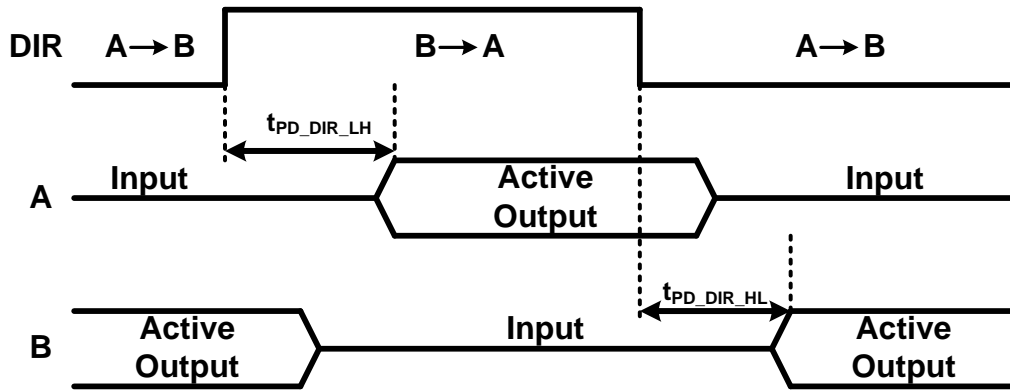 DIR A→B B→A A→B
tPD_DIR_LH
A Input Active Output Input
tPD_DIR_HL
B Active Output Input Active Output